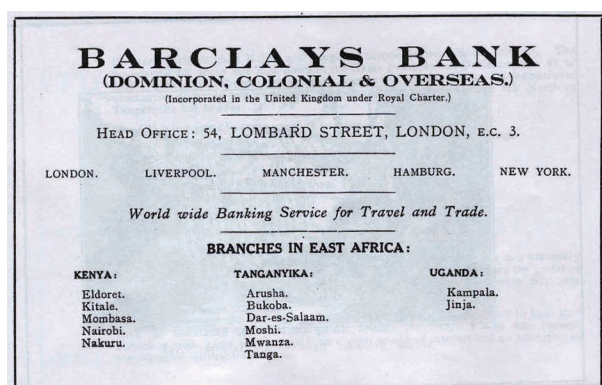 BARCLAYS BANK
(DOMINION, COLONIAL & OVERSEAS.)
(Incorporated in the United Kingdom under Royal Charter.)
HEAD OFFICE: 54, LOMBARD STREET, LONDON, E.C. 3.
LONDON. LIVERPOOL. MANCHESTER. HAMBURG. NEW YORK.
World wide Banking Service for Travel and Trade.
BRANCHES IN EAST AFRICA:
KENYA: TANGANYIKA: UGANDA:
Eldoret. Arusha. Kampala.
Kitale. Bukoba. Jinja.
Mombasa. Dar-es-Salaam.
Nairobi. Moshi.
Nakuru. Mwanza.
Tanga.